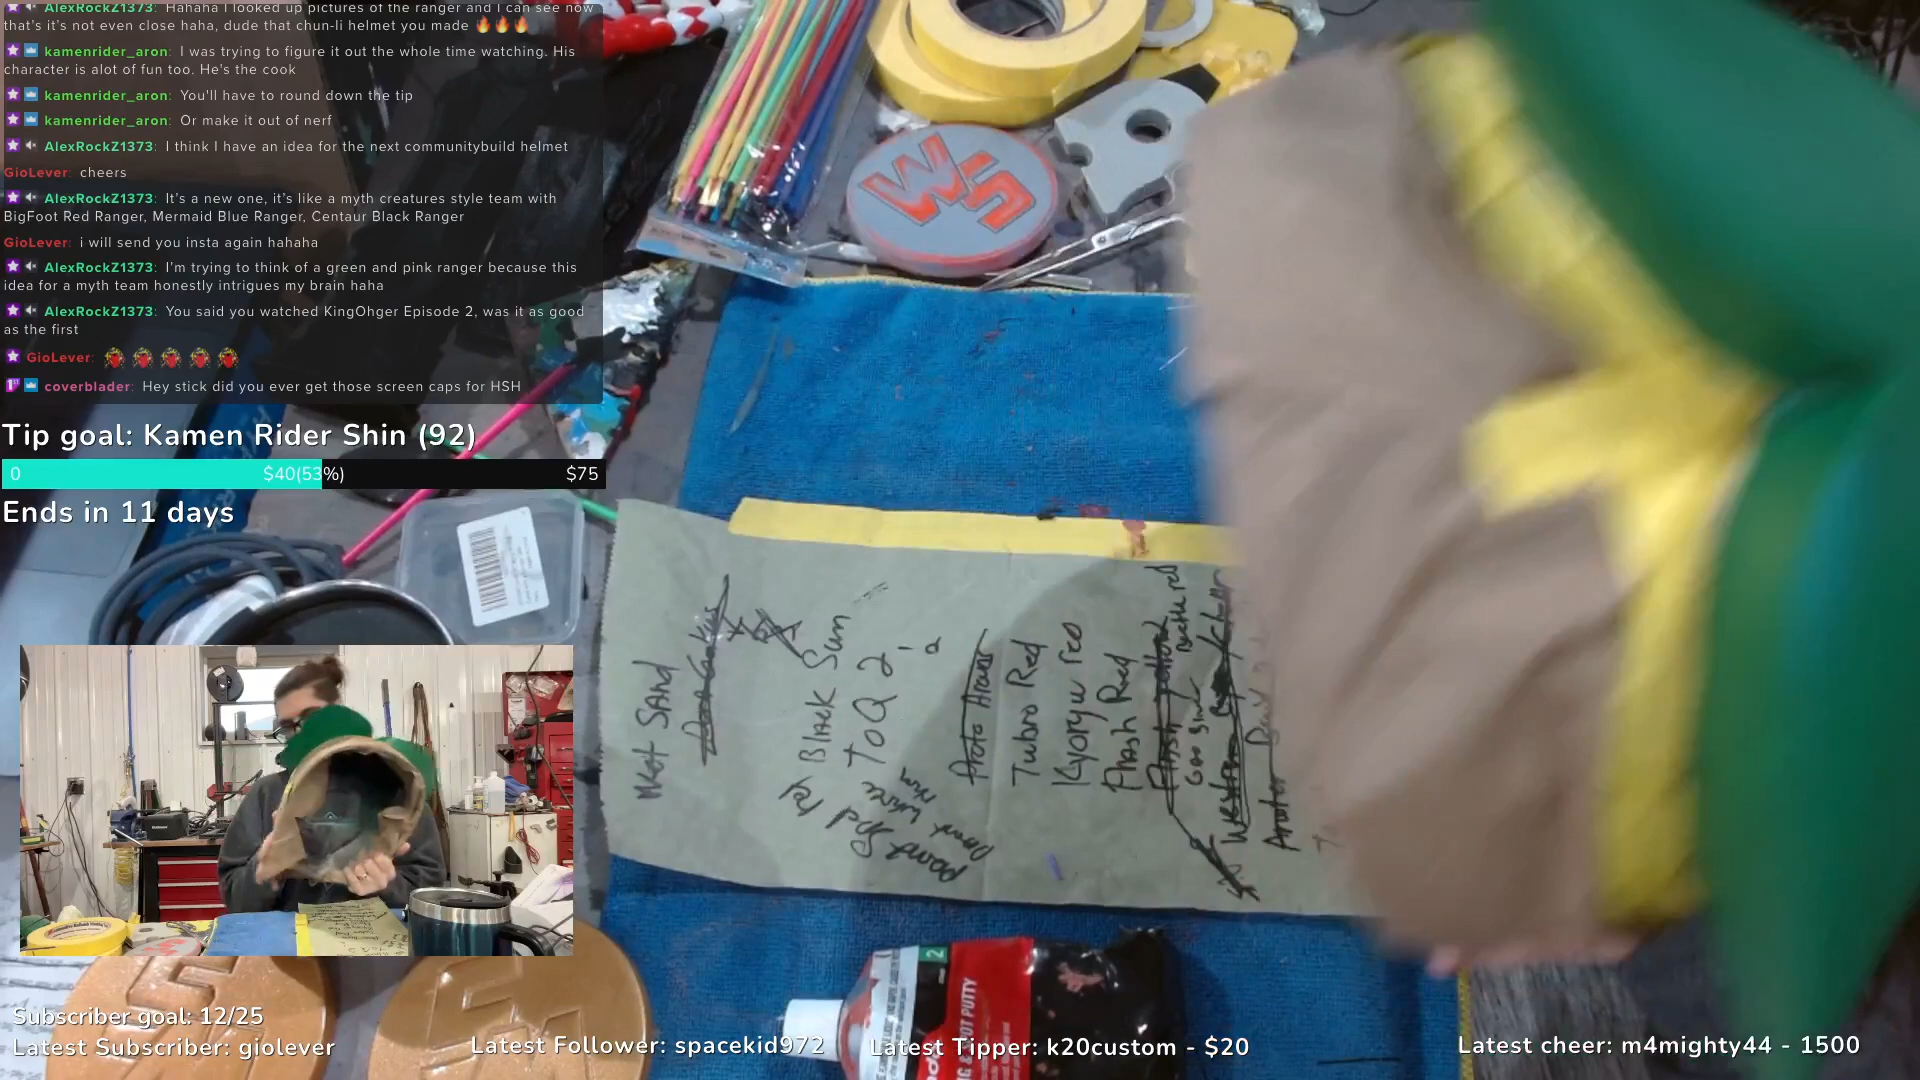 AlexRockZ1373: Hahaha I looked up pictures of the ranger and I can see now
that's it's not even close haha, dude that chun-li helmet you made 🔥🔥🔥
kamenrider_aron: I was trying to figure it out the whole time watching. His
character is alot of fun too. He's the cook
kamenrider_aron: You'll have to round down the tip
kamenrider_aron: Or make it out of nerf
AlexRockZ1373: I think I have an idea for the next communitybuild helmet
GioLever: cheers
AlexRockZ1373: It's a new one, it's like a myth creatures style team with
BigFoot Red Ranger, Mermaid Blue Ranger, Centaur Black Ranger
GioLever: i will send you insta again hahaha
AlexRockZ1373: I'm trying to think of a green and pink ranger because this
idea for a myth team honestly intrigues my brain haha
AlexRockZ1373: You said you watched KingOhger Episode 2, was it as good
as the first
GioLever:
coverblader: Hey stick did you ever get those screen caps for HSH
Tip goal: Kamen Rider Shin (92)
0 $40(53%) $75
Ends in 11 days
Wet SAnd
Black Sun
TOQ 2
Turbo Red
Kyoryu red
Flash Red
2
SPOT PUTTY
Subscriber goal: 12/25
Latest Subscriber: giolever
Latest Follower: spacekid972
Latest Tipper: k20custom - $20
Latest cheer: m4mighty44 - 1500